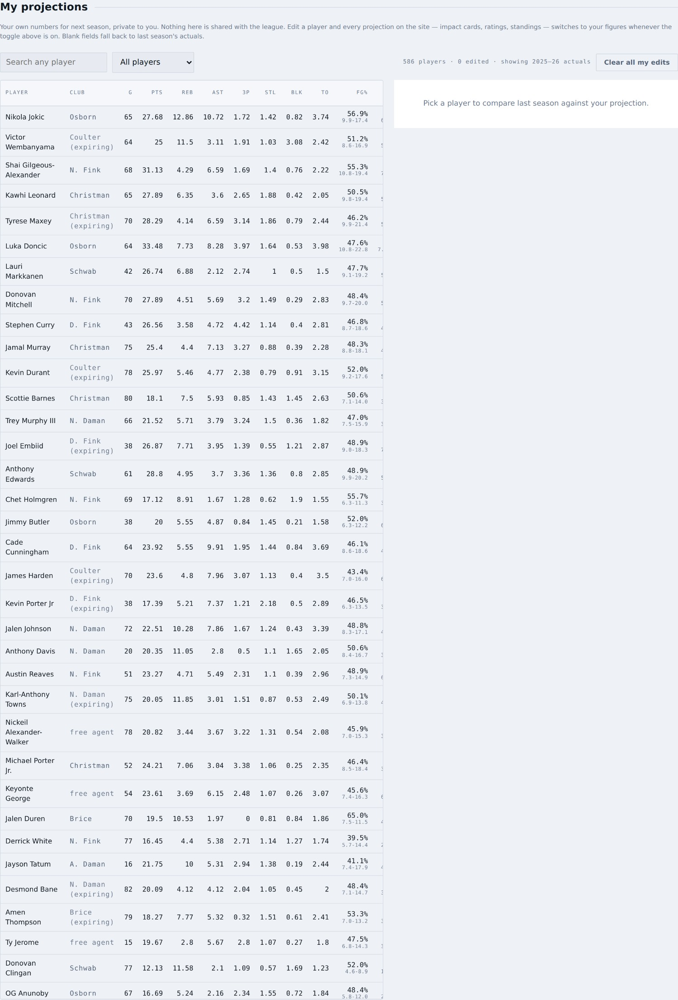 My projections
Your own numbers for next season, private to you. Nothing here is shared with the league. Edit a player and every projection on the site — impact cards, ratings, standings — switches to your figures whenever the
toggle above is on. Blank fields fall back to last season's actuals.
Search any player All players 586 players · 0 edited · showing 2025–26 actuals Clear all my edits
PLAYER CLUB G PTS REB AST 3P STL BLK TO FG%
Pick a player to compare last season against your projection.
Nikola Jokic Osborn 65 27.68 12.86 10.72 1.72 1.42 0.82 3.74 56.9%
9.9-17.4
Victor Wembanyama Coulter (expiring) 64 25 11.5 3.11 1.91 1.03 3.08 2.42 51.2%
8.6-16.9
Shai Gilgeous-Alexander N. Fink 68 31.13 4.29 6.59 1.69 1.4 0.76 2.22 55.3%
10.8-19.4
Kawhi Leonard Christman 65 27.89 6.35 3.6 2.65 1.88 0.42 2.05 50.5%
9.8-19.4
Tyrese Maxey Christman (expiring) 70 28.29 4.14 6.59 3.14 1.86 0.79 2.44 46.2%
9.9-21.4
Luka Doncic Osborn 64 33.48 7.73 8.28 3.97 1.64 0.53 3.98 47.6%
10.8-22.8
Lauri Markkanen Schwab 42 26.74 6.88 2.12 2.74 1 0.5 1.5 47.7%
9.1-19.2
Donovan Mitchell N. Fink 70 27.89 4.51 5.69 3.2 1.49 0.29 2.83 48.4%
9.7-20.0
Stephen Curry D. Fink 43 26.56 3.58 4.72 4.42 1.14 0.4 2.81 46.8%
8.7-18.6
Jamal Murray Christman 75 25.4 4.4 7.13 3.27 0.88 0.39 2.28 48.3%
8.8-18.1
Kevin Durant Coulter (expiring) 78 25.97 5.46 4.77 2.38 0.79 0.91 3.15 52.0%
9.2-17.6
Scottie Barnes Christman 80 18.1 7.5 5.93 0.85 1.43 1.45 2.63 50.6%
7.1-14.0
Trey Murphy III N. Daman 66 21.52 5.71 3.79 3.24 1.5 0.36 1.82 47.0%
7.5-15.9
Joel Embiid D. Fink (expiring) 38 26.87 7.71 3.95 1.39 0.55 1.21 2.87 48.9%
9.0-18.3
Anthony Edwards Schwab 61 28.8 4.95 3.7 3.36 1.36 0.8 2.85 48.9%
9.9-20.2
Chet Holmgren N. Fink 69 17.12 8.91 1.67 1.28 0.62 1.9 1.55 55.7%
6.3-11.3
Jimmy Butler Osborn 38 20 5.55 4.87 0.84 1.45 0.21 1.58 52.0%
6.3-12.2
Cade Cunningham D. Fink 64 23.92 5.55 9.91 1.95 1.44 0.84 3.69 46.1%
8.6-18.6
James Harden Coulter (expiring) 70 23.6 4.8 7.96 3.07 1.13 0.4 3.5 43.4%
7.0-16.0
Kevin Porter Jr D. Fink (expiring) 38 17.39 5.21 7.37 1.21 2.18 0.5 2.89 46.5%
6.3-13.5
Jalen Johnson N. Daman 72 22.51 10.28 7.86 1.67 1.24 0.43 3.39 48.8%
8.3-17.1
Anthony Davis N. Daman 20 20.35 11.05 2.8 0.5 1.1 1.65 2.05 50.6%
8.4-16.7
Austin Reaves N. Fink 51 23.27 4.71 5.49 2.31 1.1 0.39 2.96 48.9%
7.3-14.9
Karl-Anthony Towns N. Daman (expiring) 75 20.05 11.85 3.01 1.51 0.87 0.53 2.49 50.1%
6.9-13.8
Nickeil Alexander-Walker free agent 78 20.82 3.44 3.67 3.22 1.31 0.54 2.08 45.9%
7.0-15.3
Michael Porter Jr. Christman 52 24.21 7.06 3.04 3.38 1.06 0.25 2.35 46.4%
8.5-18.4
Keyonte George free agent 54 23.61 3.69 6.15 2.48 1.07 0.26 3.07 45.6%
7.4-16.3
Jalen Duren Brice 70 19.5 10.53 1.97 0 0.81 0.84 1.86 65.0%
7.5-11.5
Derrick White N. Fink 77 16.45 4.4 5.38 2.71 1.14 1.27 1.74 39.5%
5.7-14.4
Jayson Tatum A. Daman 16 21.75 10 5.31 2.94 1.38 0.19 2.44 41.1%
7.4-17.9
Desmond Bane N. Daman (expiring) 82 20.09 4.12 4.12 2.04 1.05 0.45 2 48.4%
7.1-14.7
Amen Thompson Brice (expiring) 79 18.27 7.77 5.32 0.32 1.51 0.61 2.41 53.3%
7.0-13.2
Ty Jerome free agent 15 19.67 2.8 5.67 2.8 1.07 0.27 1.8 47.5%
6.8-14.3
Donovan Clingan Schwab 77 12.13 11.58 2.1 1.09 0.57 1.69 1.23 52.0%
4.6-8.9
OG Anunoby Osborn 67 16.69 5.24 2.16 2.34 1.55 0.72 1.84 48.4%
5.8-12.0